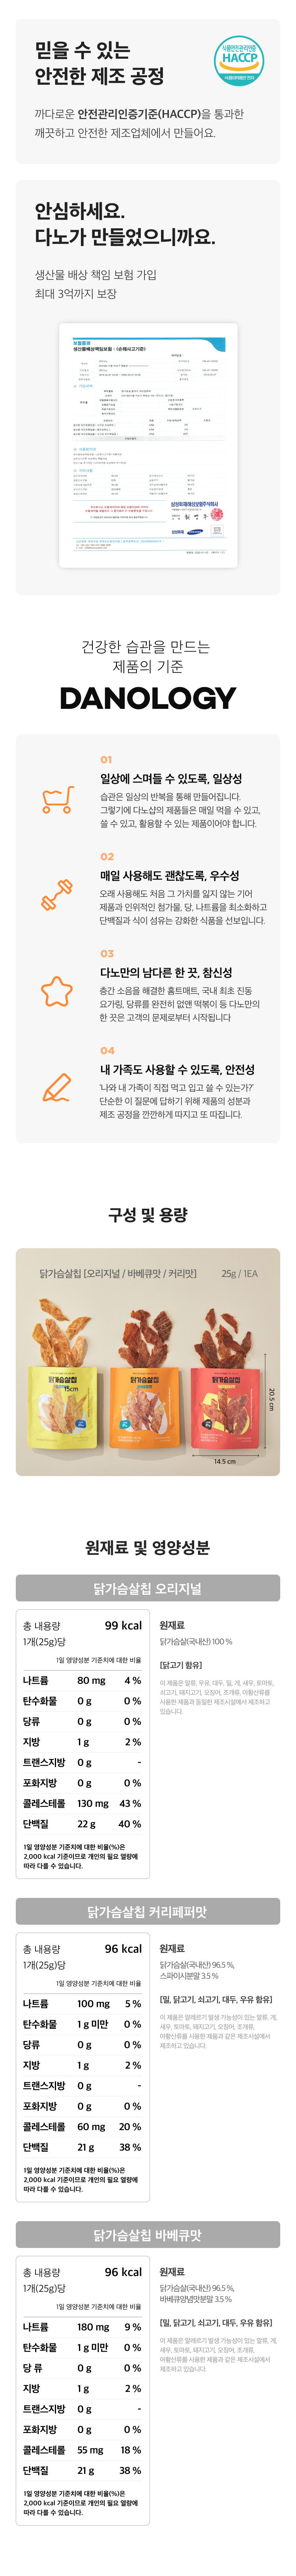 믿을 수 있는
안전한 제조 공정
식품안전관리인증
HACCP
식품의약품안전처
까다로운 안전관리인증기준(HACCP)을 통과한
깨끗하고 안전한 제조업체에서 만들어요.
안심하세요.
다노가 만들었으니까요.
생산물 배상 책임 보험 가입
최대 3억까지 보장
보험증권
생산물배상책임보험 - (손해사고기준)
삼성화재해상보험주식회사
건강한 습관을 만드는
제품의 기준
DANOLOGY
01
일상에 스며들 수 있도록, 일상성
습관은 일상의 반복을 통해 만들어집니다.
그렇기에 다노샵의 제품들은 매일 먹을 수 있고,
쓸 수 있고, 활용할 수 있는 제품이어야 합니다.
02
매일 사용해도 괜찮도록, 우수성
오래 사용해도 처음 그 가치를 잃지 않는 기어
제품과 인위적인 첨가물, 당, 나트륨을 최소화하고
단백질과 식이 섬유는 강화한 식품을 선보입니다.
03
다노만의 남다른 한 끗, 참신성
층간 소음을 해결한 홈트매트, 국내 최초 진동
요가링, 당류를 완전히 없앤 떡볶이 등 다노만의
한 끗은 고객의 문제로부터 시작됩니다
04
내 가족도 사용할 수 있도록, 안전성
'나와 내 가족이 직접 먹고 입고 쓸 수 있는가?'
단순한 이 질문에 답하기 위해 제품의 성분과
제조 공정을 깐깐하게 따지고 또 따집니다.
구성 및 용량
닭가슴살칩 [오리지널 / 바베큐맛 / 커리맛] 25g / 1EA
닭가슴살칩 닭가슴살칩 닭가슴살칩
15cm
20.5 cm
14.5 cm
원재료 및 영양성분
닭가슴살칩 오리지널
총 내용량 99 kcal
1개(25g)당
1일 영양성분 기준치에 대한 비율
나트륨 80 mg 4 %
탄수화물 0 g 0 %
당류 0 g 0 %
지방 1 g 2 %
트랜스지방 0 g -
포화지방 0 g 0 %
콜레스테롤 130 mg 43 %
단백질 22 g 40 %
1일 영양성분 기준치에 대한 비율(%)은
2,000 kcal 기준이므로 개인의 필요 열량에
따라 다를 수 있습니다.
원재료
닭가슴살(국내산) 100 %
[닭고기 함유]
이 제품은 알류, 우유, 대두, 밀, 게, 새우, 토마토,
쇠고기, 돼지고기, 오징어, 조개류, 아황산류를
사용한 제품과 동일한 제조시설에서 제조하고
있습니다.
닭가슴살칩 커리페퍼맛
총 내용량 96 kcal
1개(25g)당
1일 영양성분 기준치에 대한 비율
나트륨 100 mg 5 %
탄수화물 1 g 미만 0 %
당류 0 g 0 %
지방 1 g 2 %
트랜스지방 0 g -
포화지방 0 g 0 %
콜레스테롤 60 mg 20 %
단백질 21 g 38 %
1일 영양성분 기준치에 대한 비율(%)은
2,000 kcal 기준이므로 개인의 필요 열량에
따라 다를 수 있습니다.
원재료
닭가슴살(국내산) 96.5 %,
스파이시분말 3.5 %
[밀, 닭고기, 쇠고기, 대두, 우유 함유]
이 제품은 알레르기 발생 가능성이 있는 알류, 게,
새우, 토마토, 돼지고기, 오징어, 조개류,
아황산류를 사용한 제품과 같은 제조시설에서
제조하고 있습니다.
닭가슴살칩 바베큐맛
총 내용량 96 kcal
1개(25g)당
1일 영양성분 기준치에 대한 비율
나트륨 180 mg 9 %
탄수화물 1 g 미만 0 %
당 류 0 g 0 %
지방 1 g 2 %
트랜스지방 0 g -
포화지방 0 g 0 %
콜레스테롤 55 mg 18 %
단백질 21 g 38 %
1일 영양성분 기준치에 대한 비율(%)은
2,000 kcal 기준이므로 개인의 필요 열량에
따라 다를 수 있습니다.
원재료
닭가슴살(국내산) 96.5 %,
바베큐양념맛분말 3.5 %
[밀, 닭고기, 쇠고기, 대두, 우유 함유]
이 제품은 알레르기 발생 가능성이 있는 알류, 게,
새우, 토마토, 돼지고기, 오징어, 조개류,
아황산류를 사용한 제품과 같은 제조시설에서
제조하고 있습니다.